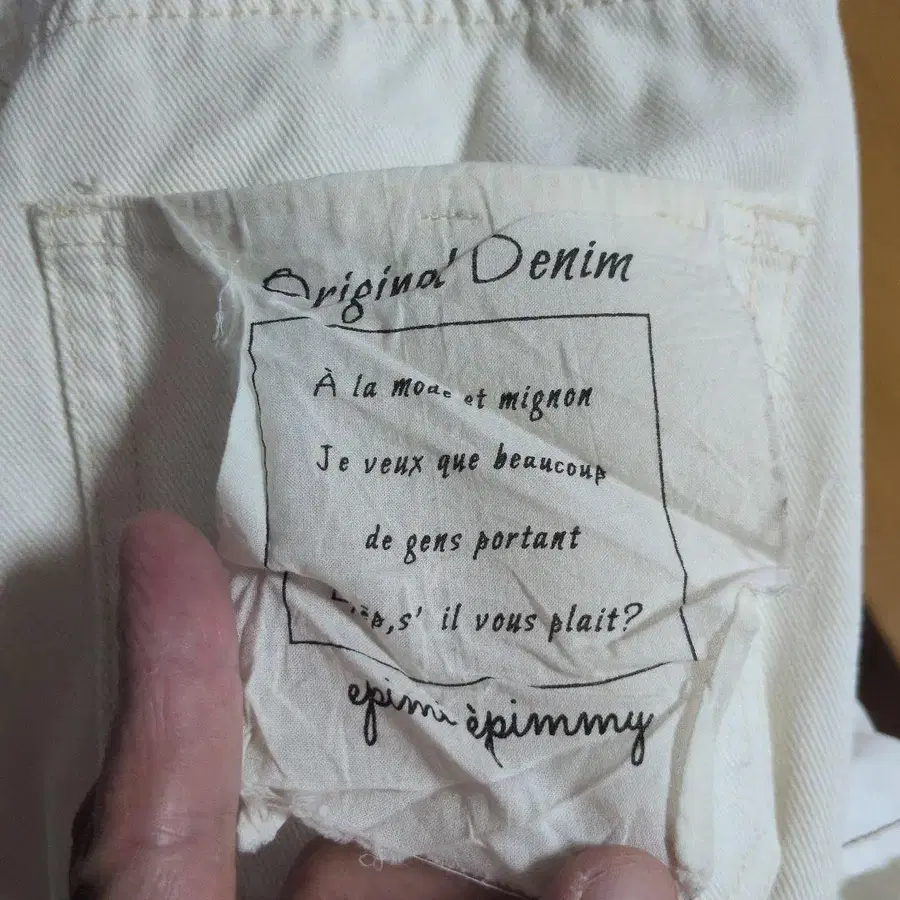 Original Denim
À la mode et mignon
Je veux que beaucoup
de gens portant
,s' il vous plait?
epimi èpimmy